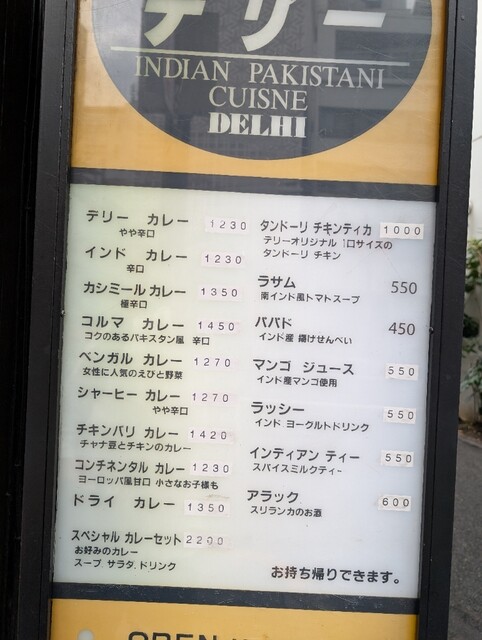 デリー
INDIAN PAKISTANI
CUISNE
DELHI
デリー カレー 1230
やや辛口
インド カレー 1230
辛口
カシミール カレー 1350
極辛口
コルマ カレー 1450
コクのあるパキスタン風 辛口
ベンガル カレー 1270
女性に人気のえびと野菜
シャーヒー カレー 1270
やや辛口
チキンバリ カレー 1420
チャナ豆とチキンのカレー
コンチネンタル カレー 1230
ヨーロッパ風甘口 小さなお子様も
ドライ カレー 1350
スペシャル カレーセット 2200
お好みのカレー
スープ サラダ.ドリンク
タンドーリ チキンティカ 1000
テリーオリジナル 1口サイズの
タンドーリ チキン
ラサム 550
南インド風トマトスープ
パパド 450
インド産 揚げせんべい
マンゴ ジュース 550
インド産マンゴ使用
ラッシー 550
インド ヨーグルトドリンク
インディアン ティー 550
スパイスミルクティー
アラック 600
スリランカのお酒
お持ち帰りできます。
OPEN